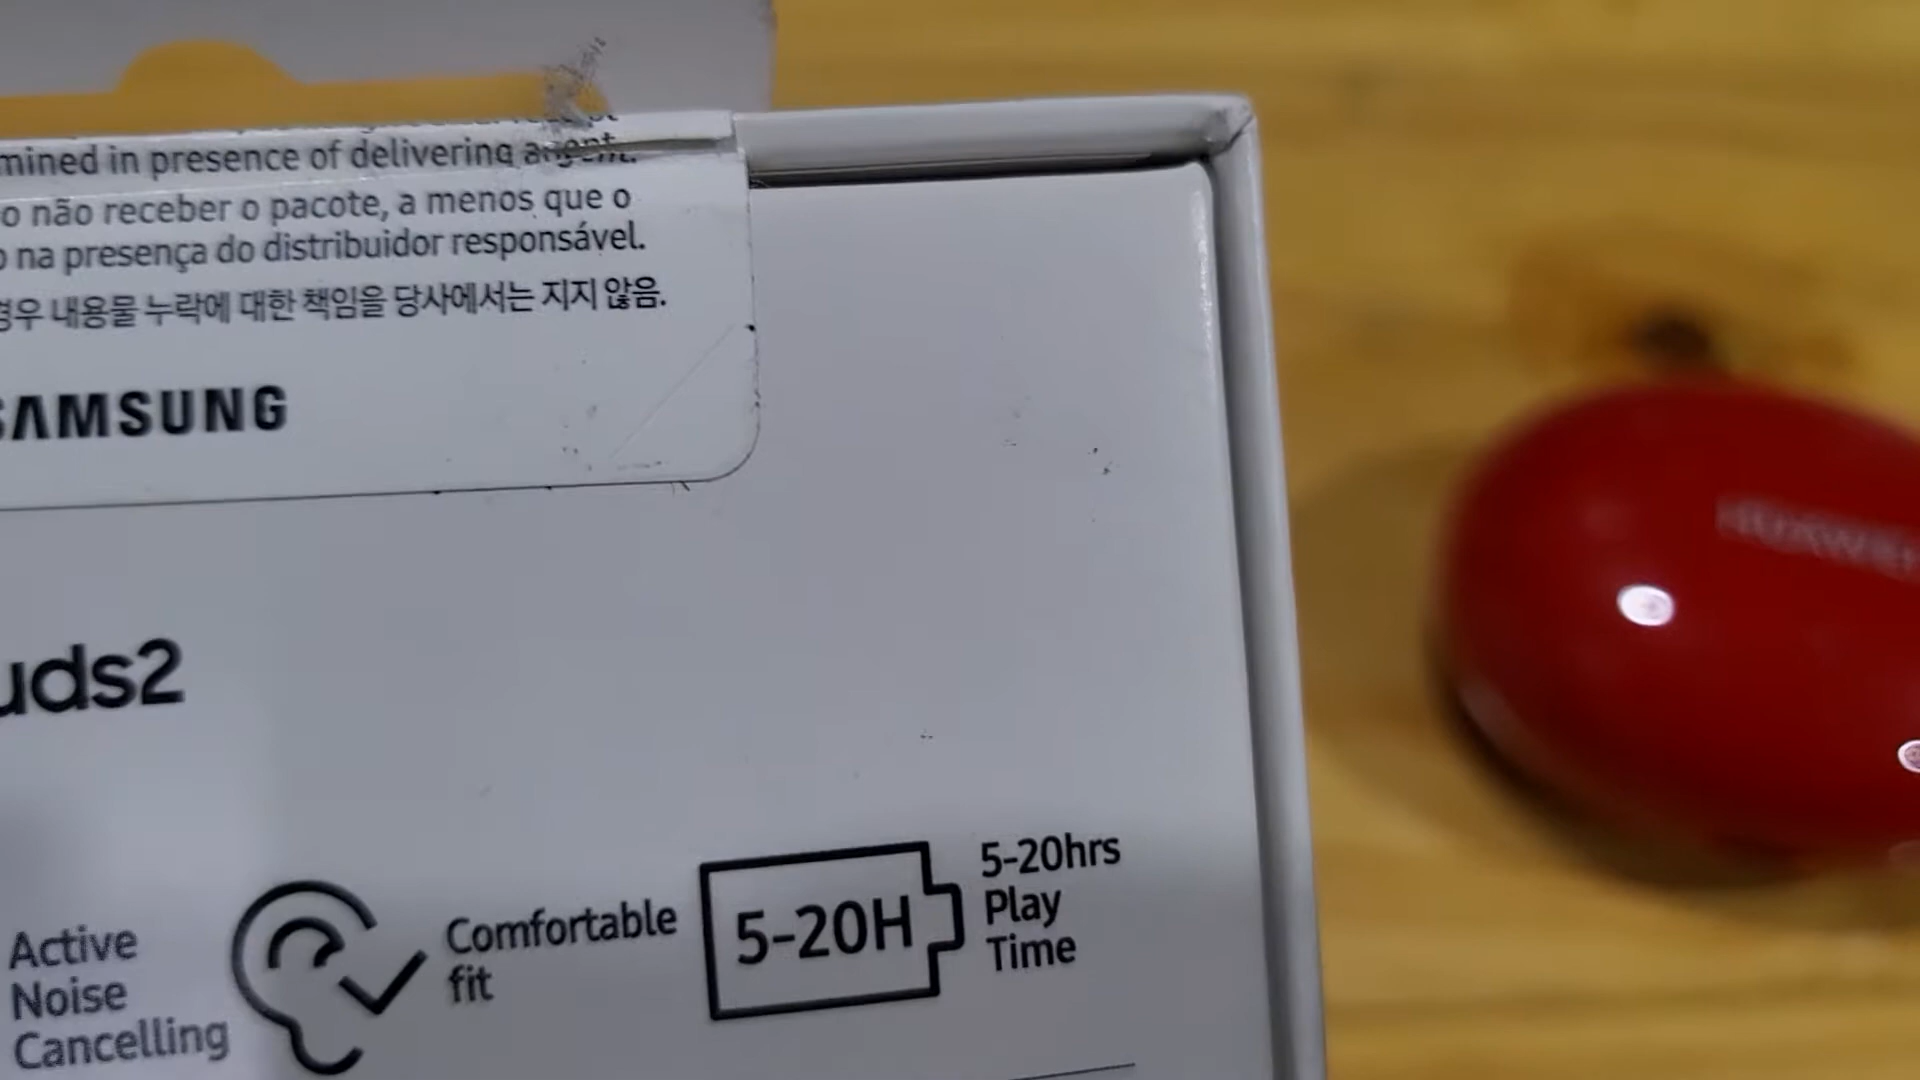 mined in presence of delivering agent.
o não receber o pacote, a menos que o
o na presença do distribuidor responsável.
경우 내용물 누락에 대한 책임을 당사에서는 지지 않음.
SAMSUNG
uds2
Active
Noise
Cancelling
Comfortable
fit
5-20H
5-20hrs
Play
Time
HUAWEI